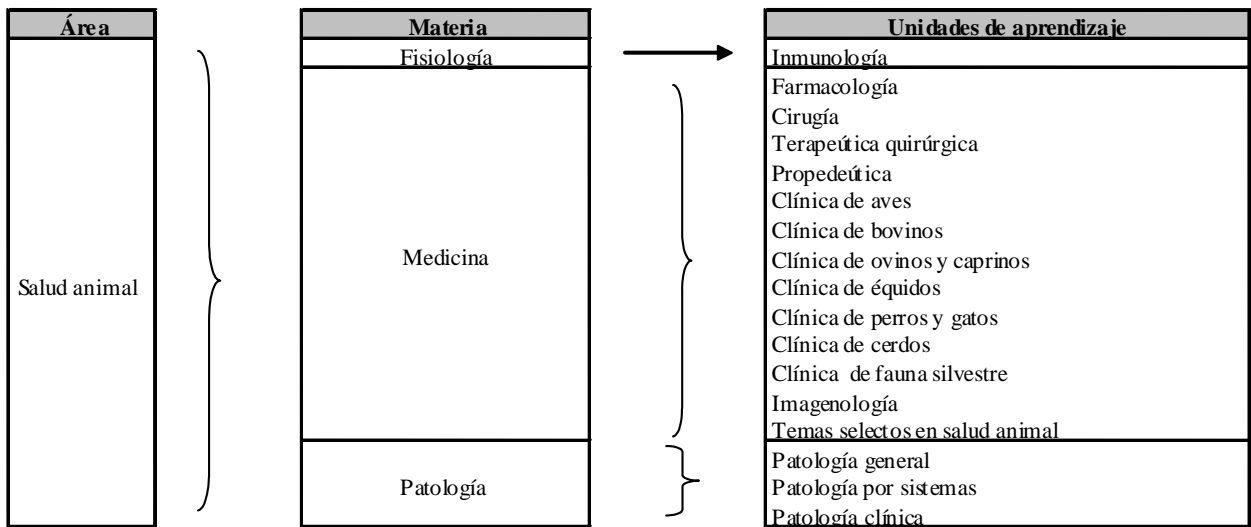 Área
Materia
Unidades de aprendizaje
Salud animal
Fisiología
Inmunología
Medicina
Farmacología
Cirugía
Terapeútica quirúrgica
Propedeútica
Clínica de aves
Clínica de bovinos
Clínica de ovinos y caprinos
Clínica de équidos
Clínica de perros y gatos
Clínica de cerdos
Clínica de fauna silvestre
Imagenología
Temas selectos en salud animal
Patología
Patología general
Patología por sistemas
Patología clínica